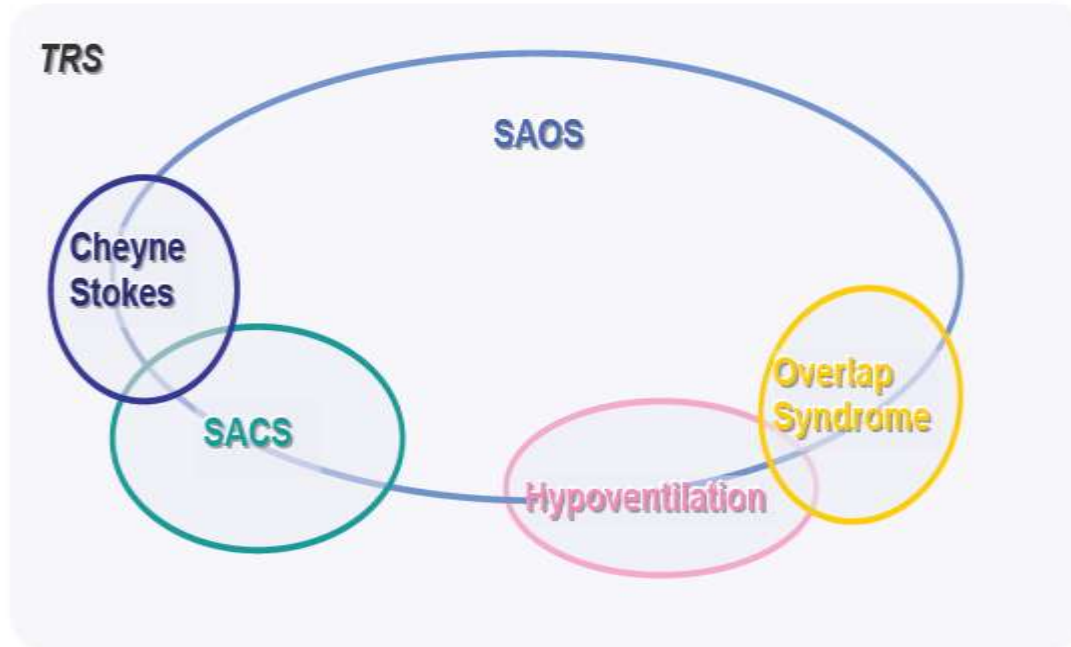 TRS
SAOS
Cheyne
Stokes
Overlap
Syndrome
SACS
Hypoventilation